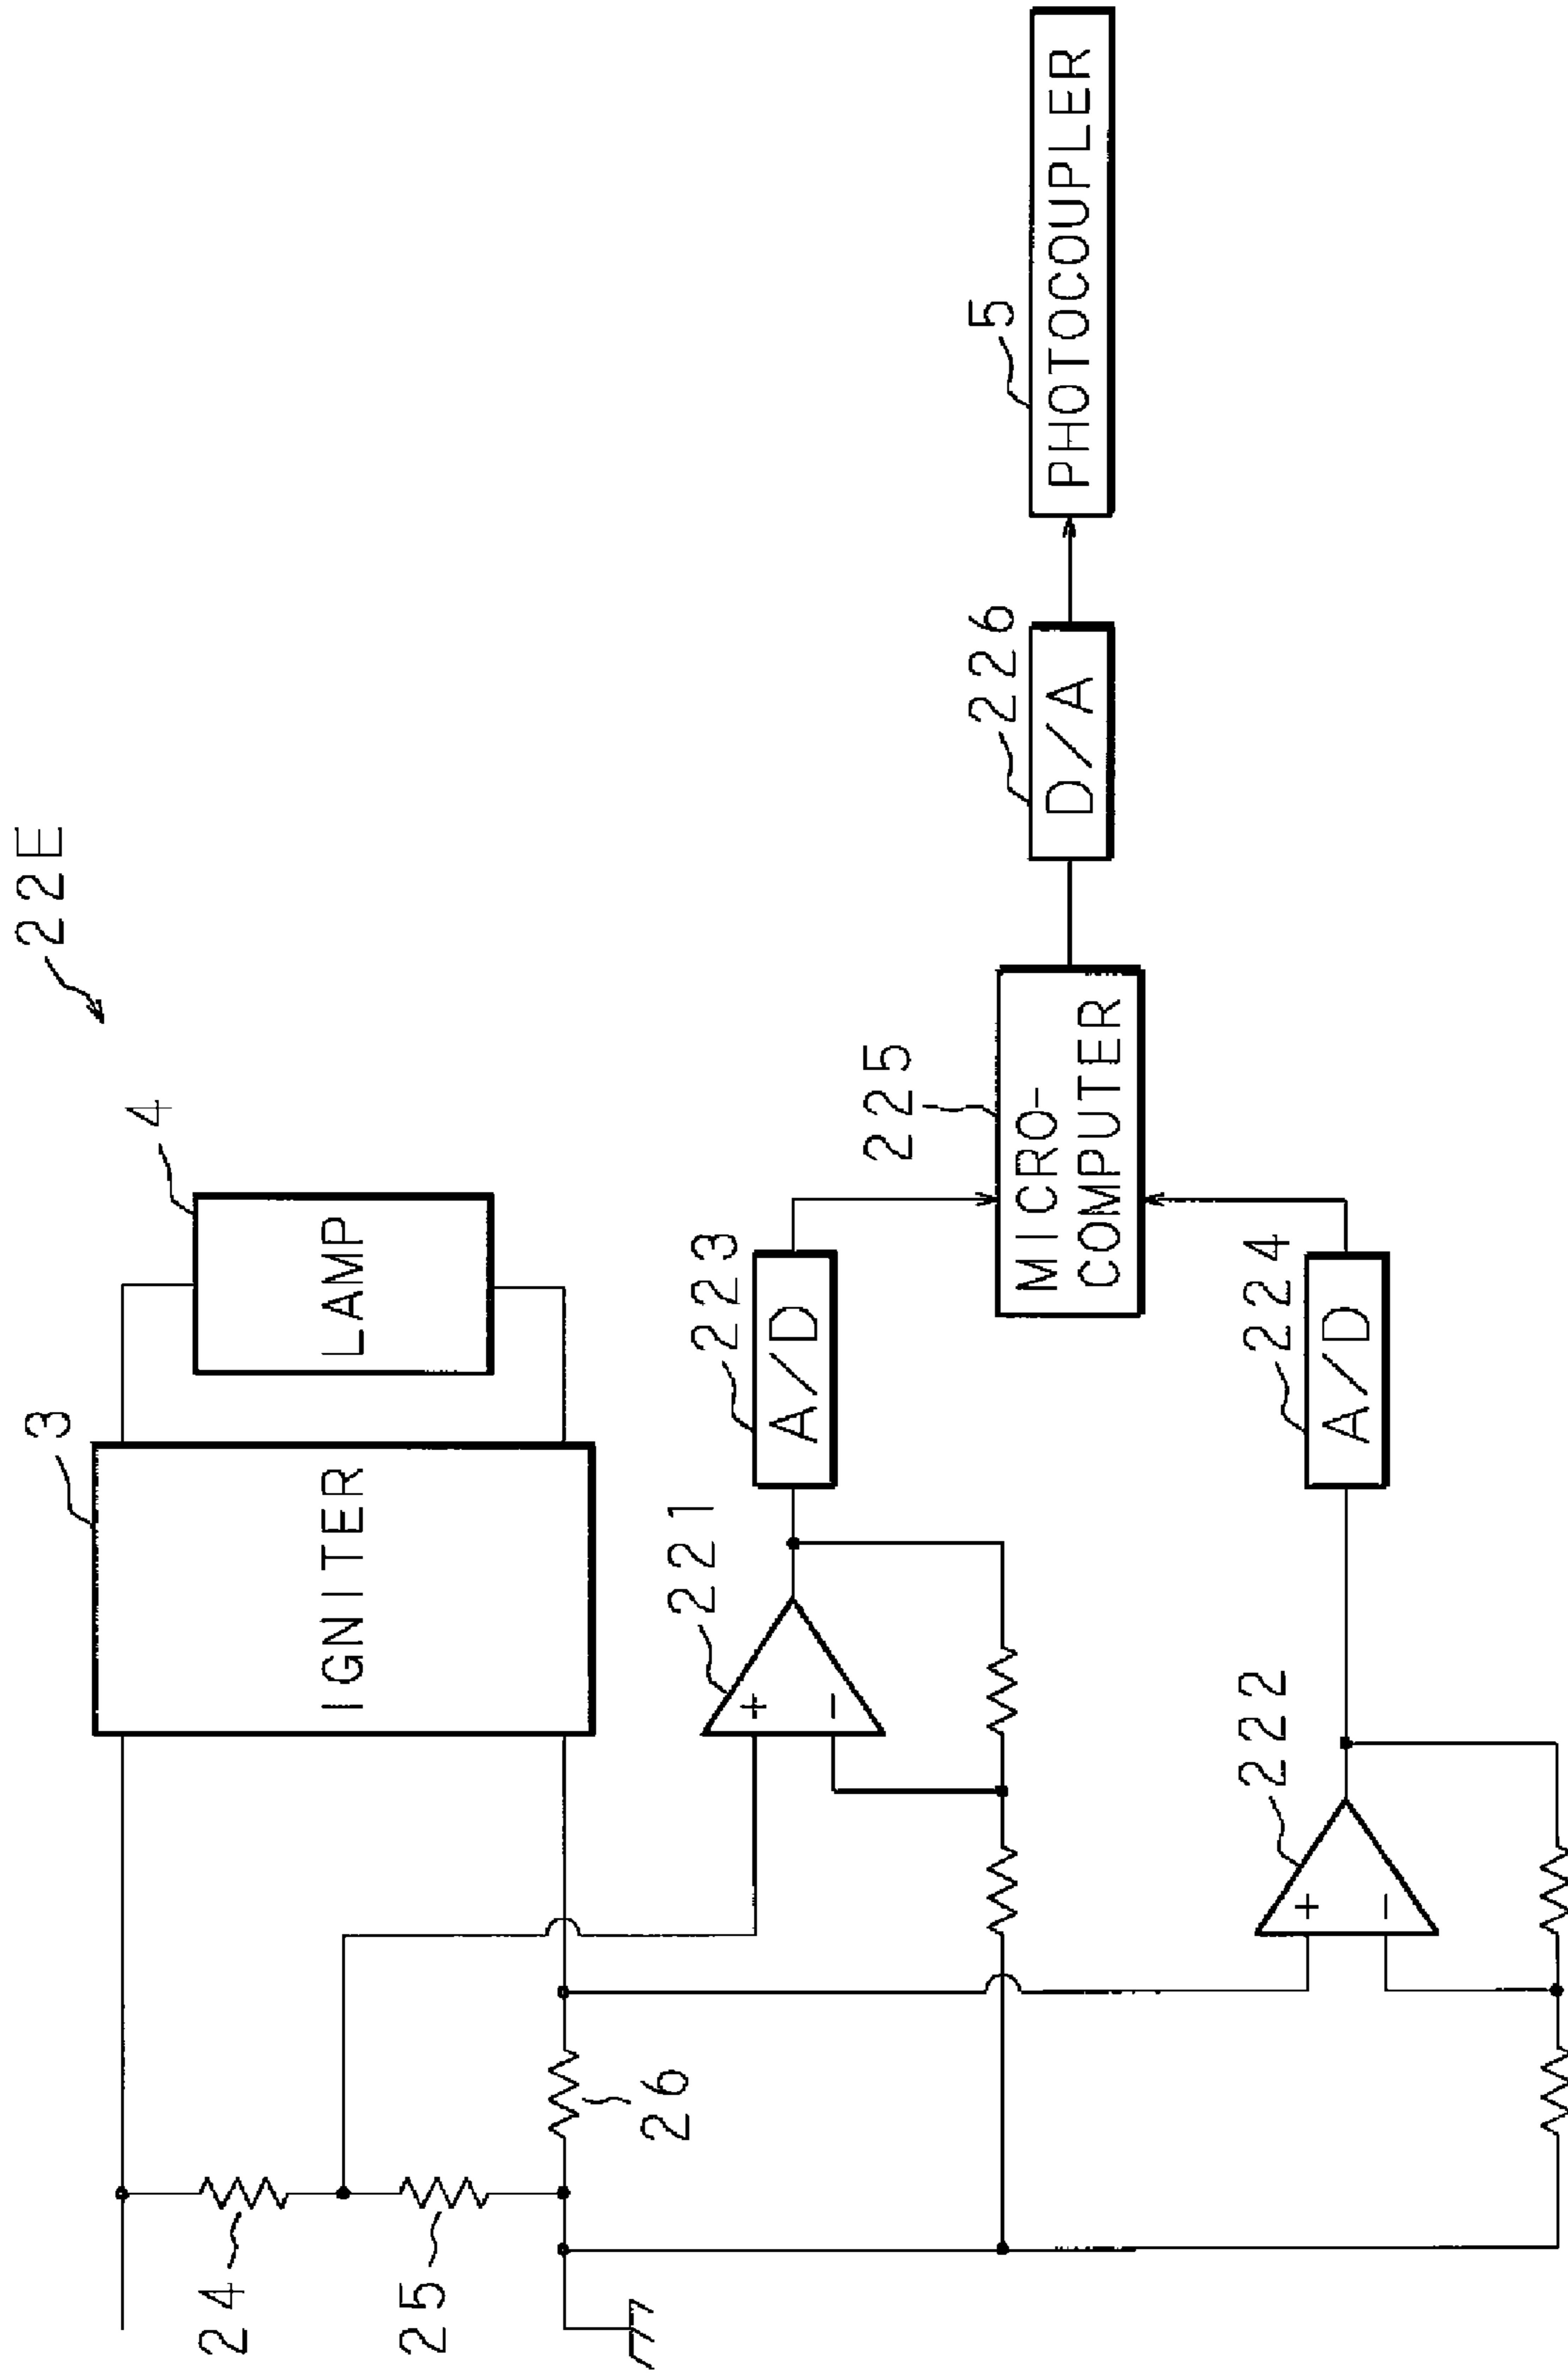 22E
3
4
IGNITER
LAMP
24
25
26
221
+
−
223
A/D
225
MICRO-
COMPUTER
226
D/A
5
PHOTOCOUPLER
222
+
−
224
A/D